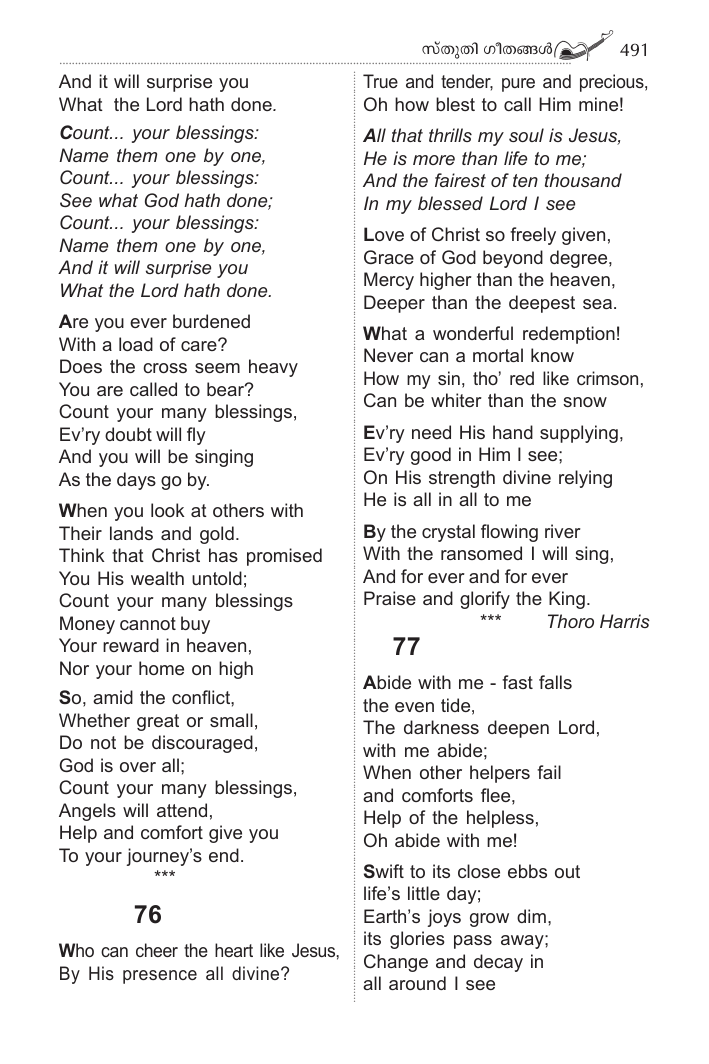 സ്തുതി ഗീതങ്ങൾ 491
And it will surprise you
What the Lord hath done.
Count... your blessings:
Name them one by one,
Count... your blessings:
See what God hath done;
Count... your blessings:
Name them one by one,
And it will surprise you
What the Lord hath done.
Are you ever burdened
With a load of care?
Does the cross seem heavy
You are called to bear?
Count your many blessings,
Ev’ry doubt will fly
And you will be singing
As the days go by.
When you look at others with
Their lands and gold.
Think that Christ has promised
You His wealth untold;
Count your many blessings
Money cannot buy
Your reward in heaven,
Nor your home on high
So, amid the conflict,
Whether great or small,
Do not be discouraged,
God is over all;
Count your many blessings,
Angels will attend,
Help and comfort give you
To your journey’s end.
***
76
Who can cheer the heart like Jesus,
By His presence all divine?
True and tender, pure and precious,
Oh how blest to call Him mine!
All that thrills my soul is Jesus,
He is more than life to me;
And the fairest of ten thousand
In my blessed Lord I see
Love of Christ so freely given,
Grace of God beyond degree,
Mercy higher than the heaven,
Deeper than the deepest sea.
What a wonderful redemption!
Never can a mortal know
How my sin, tho’ red like crimson,
Can be whiter than the snow
Ev’ry need His hand supplying,
Ev’ry good in Him I see;
On His strength divine relying
He is all in all to me
By the crystal flowing river
With the ransomed I will sing,
And for ever and for ever
Praise and glorify the King.
*** Thoro Harris
77
Abide with me - fast falls
the even tide,
The darkness deepen Lord,
with me abide;
When other helpers fail
and comforts flee,
Help of the helpless,
Oh abide with me!
Swift to its close ebbs out
life’s little day;
Earth’s joys grow dim,
its glories pass away;
Change and decay in
all around I see